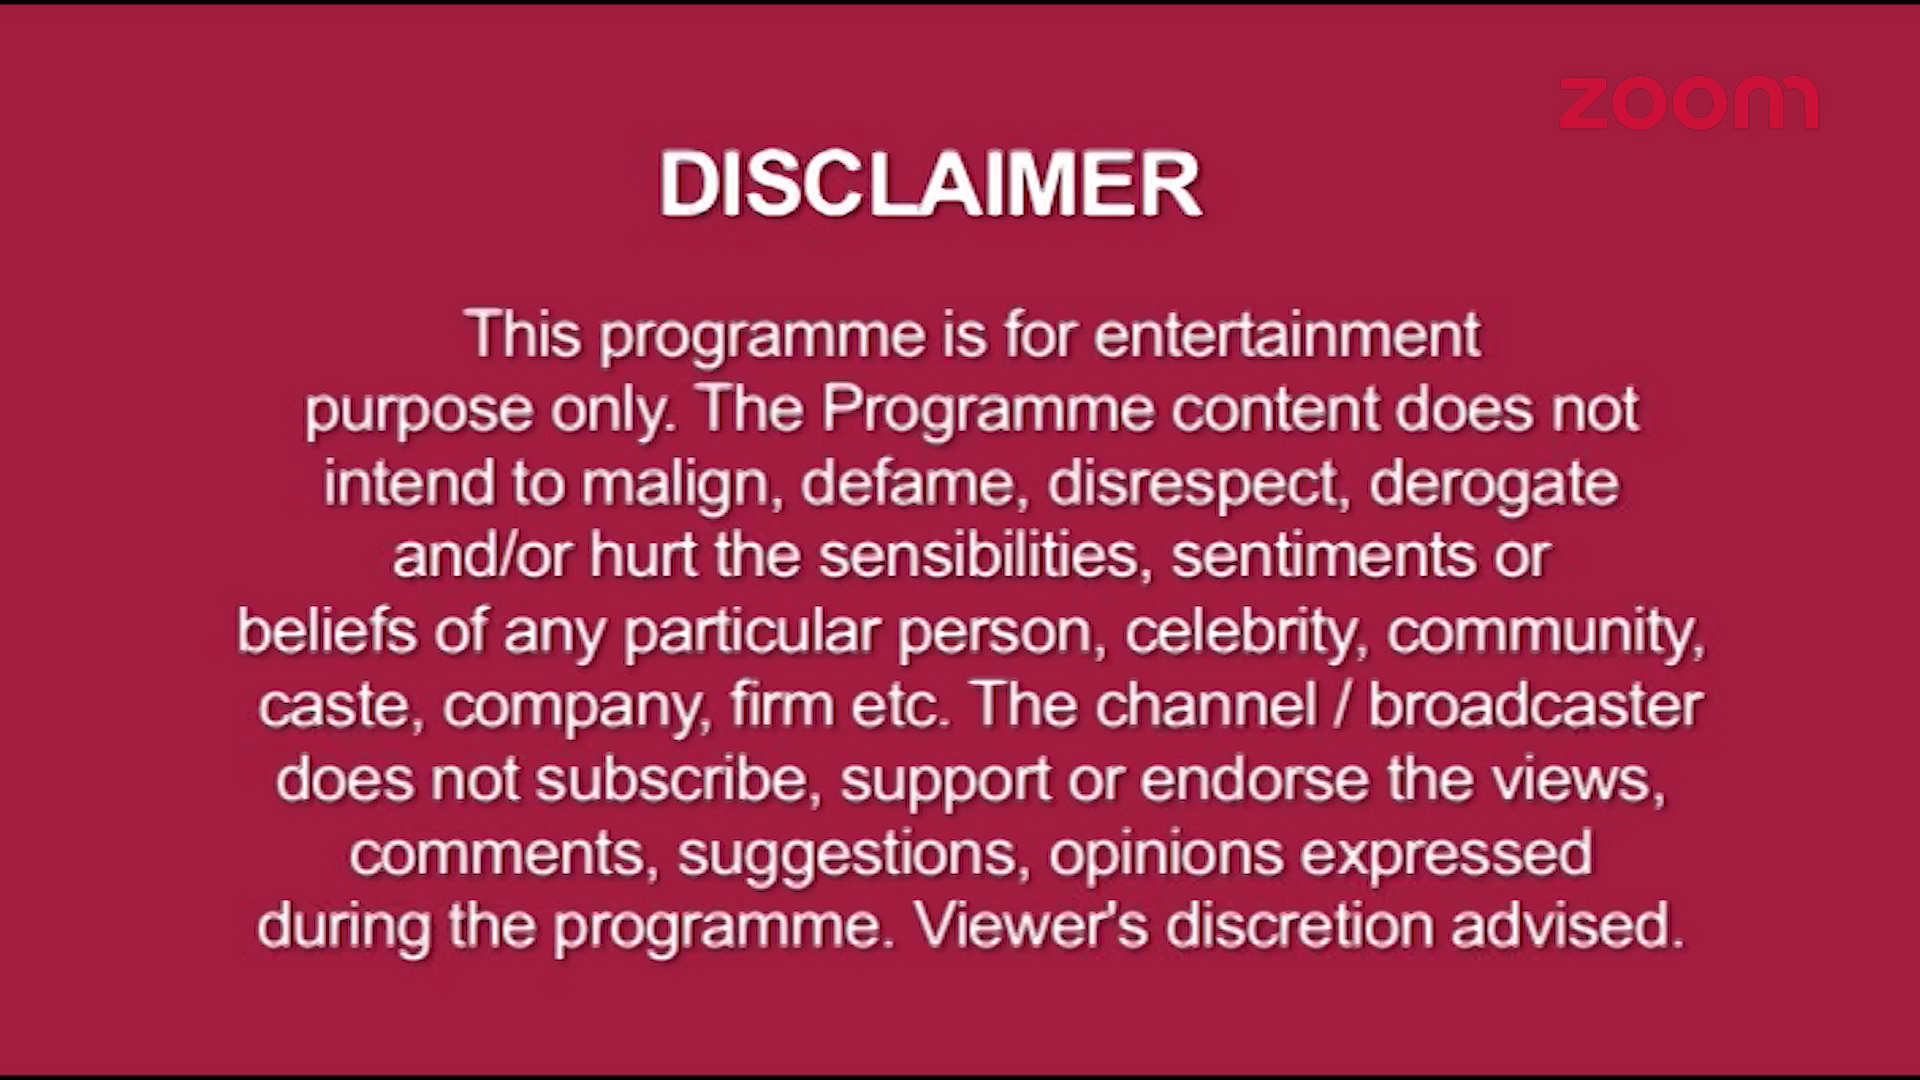 zoom
DISCLAIMER
This programme is for entertainment
purpose only. The Programme content does not
intend to malign, defame, disrespect, derogate
and/or hurt the sensibilities, sentiments or
beliefs of any particular person, celebrity, community,
caste, company, firm etc. The channel / broadcaster
does not subscribe, support or endorse the views,
comments, suggestions, opinions expressed
during the programme. Viewer's discretion advised.